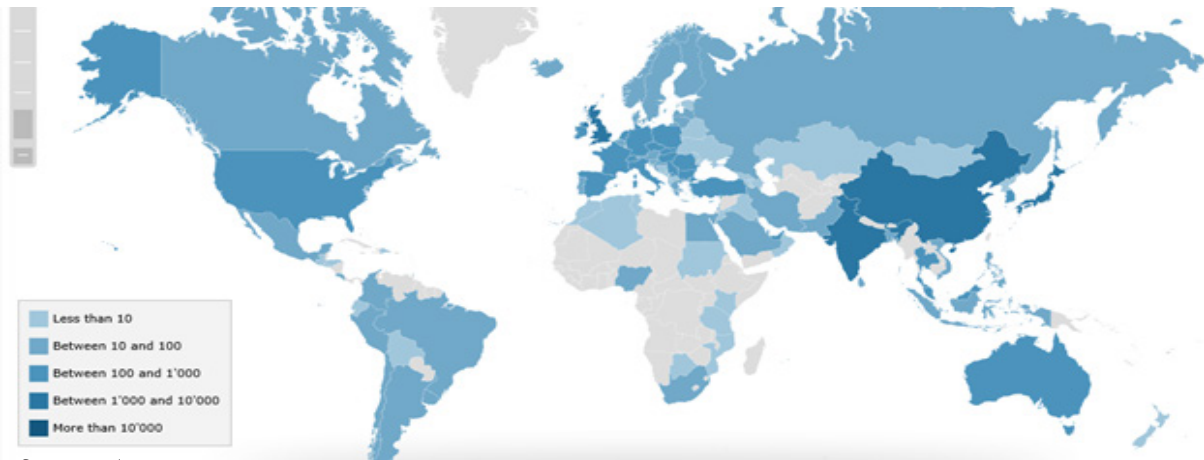 Less than 10
Between 10 and 100
Between 100 and 1'000
Between 1'000 and 10'000
More than 10'000